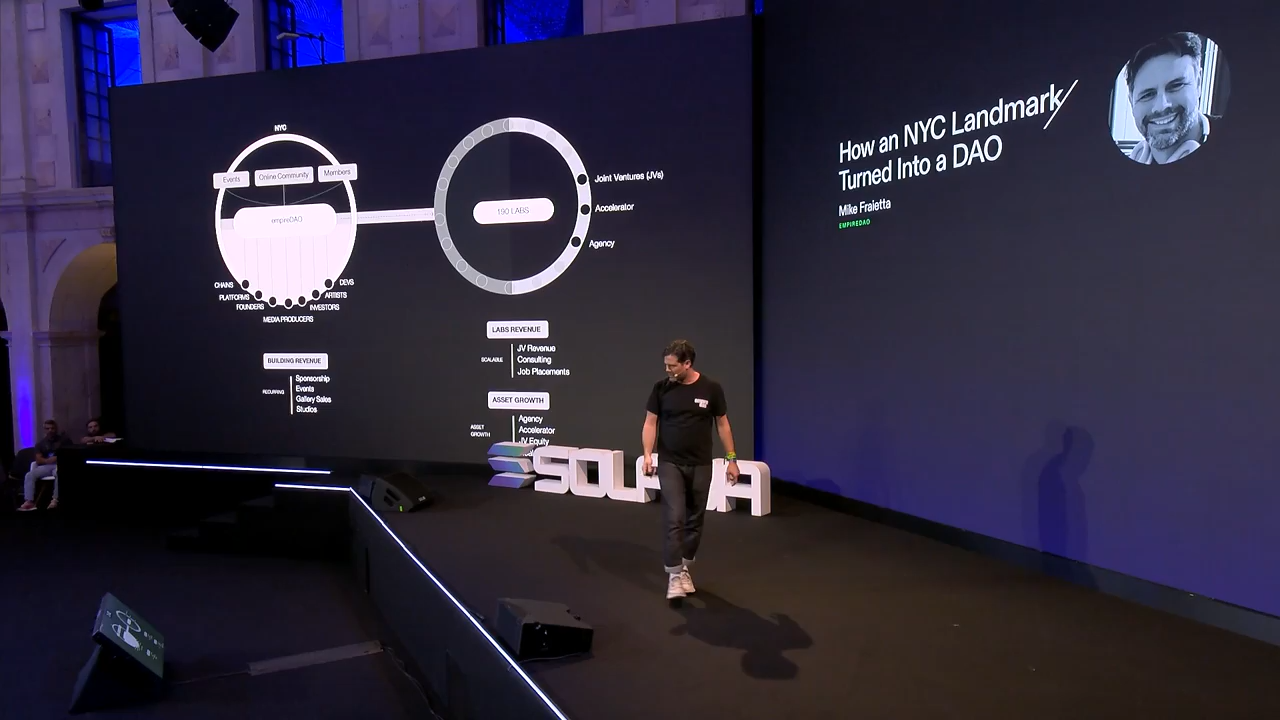 NYC
Events
Online Community
Members
empireDAO
CHAINS
PLATFORMS
FOUNDERS
MEDIA PRODUCERS
INVESTORS
ARTISTS
DEVS
BUILDING REVENUE
RECURRING
Sponsorship
Events
Gallery Sales
Studios
190 LABS
Joint Ventures (JVs)
Accelerator
Agency
LABS REVENUE
SCALABLE
JV Revenue
Consulting
Job Placements
ASSET GROWTH
ASSET
GROWTH
Agency
Accelerator
JV Equity
How an NYC Landmark
Turned Into a DAO
Mike Fraietta
EMPIREDAO